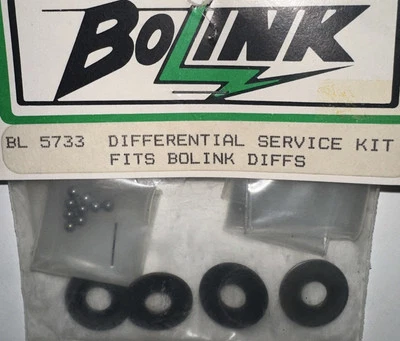 BOLINK
BL 5733 DIFFERENTIAL SERVICE KIT
FITS BOLINK DIFFS